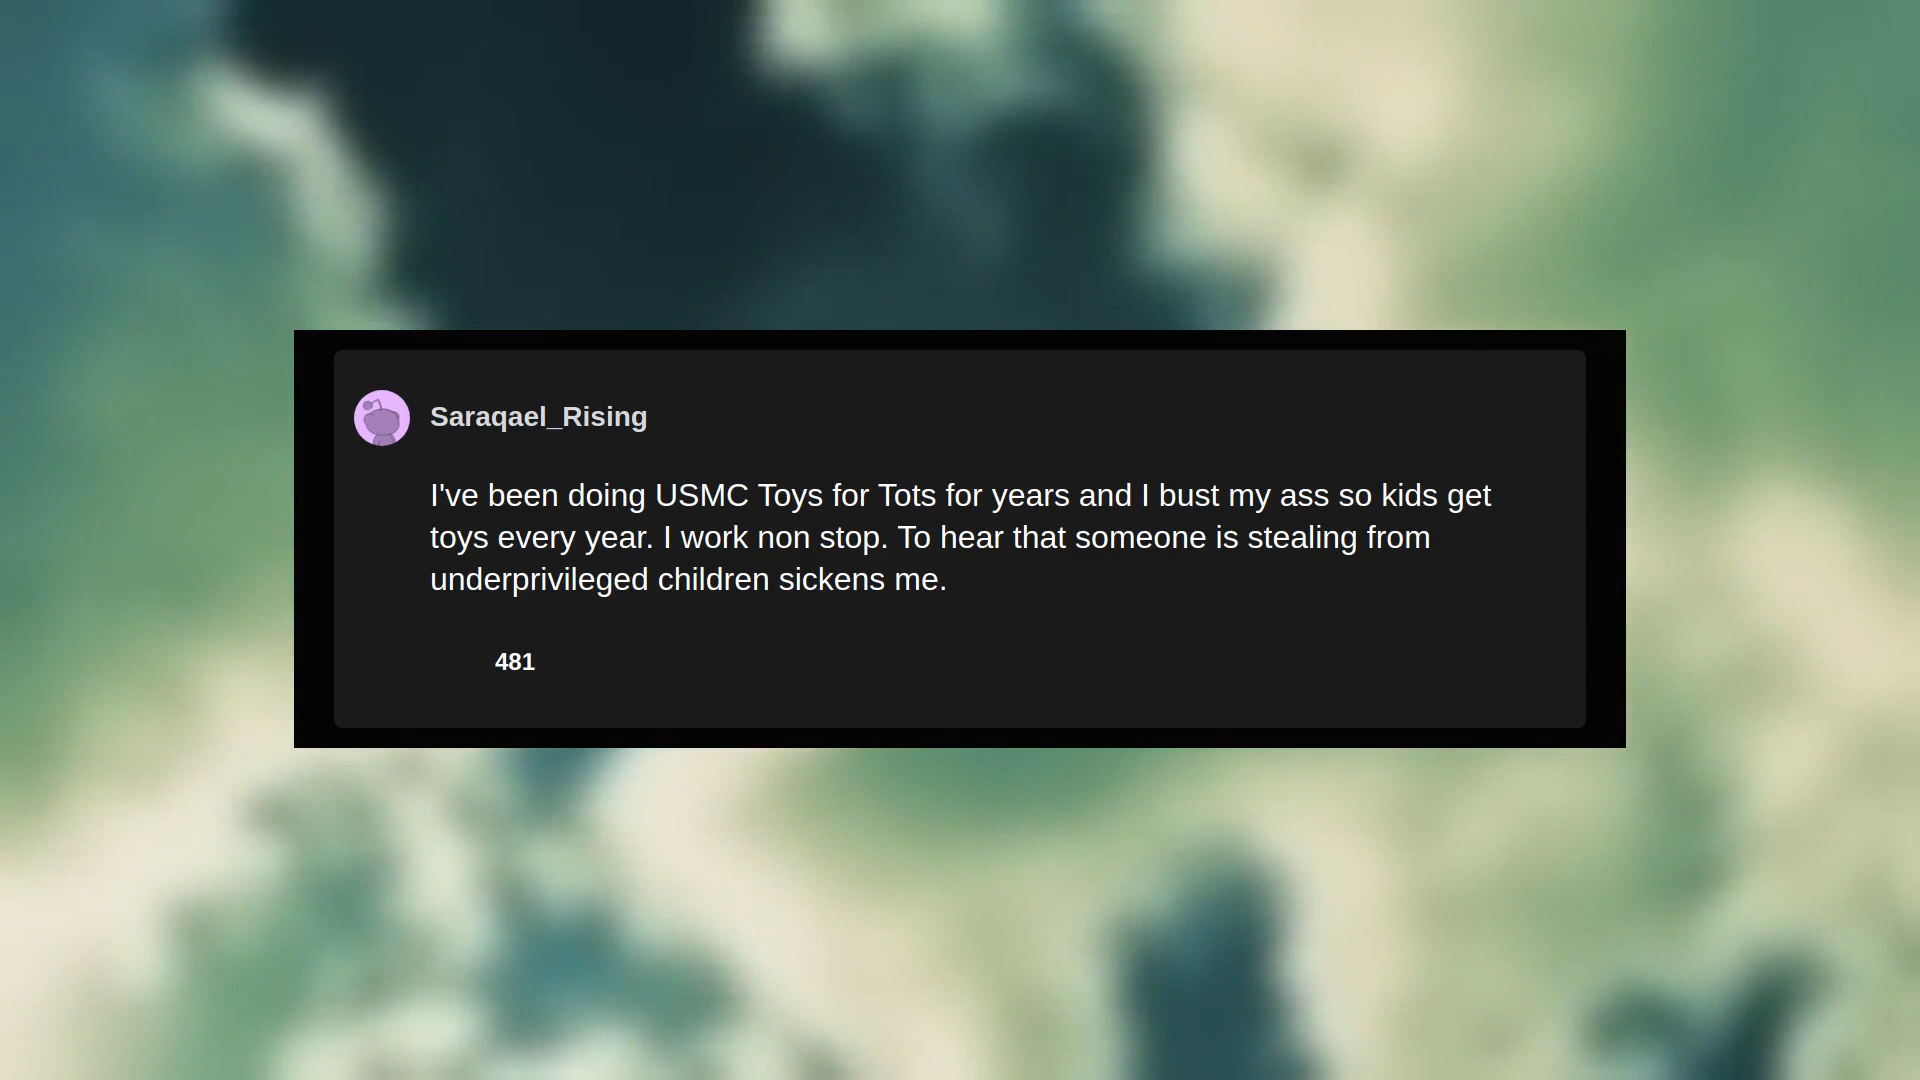 Saraqael_Rising
I've been doing USMC Toys for Tots for years and I bust my ass so kids get
toys every year. I work non stop. To hear that someone is stealing from
underprivileged children sickens me.
481